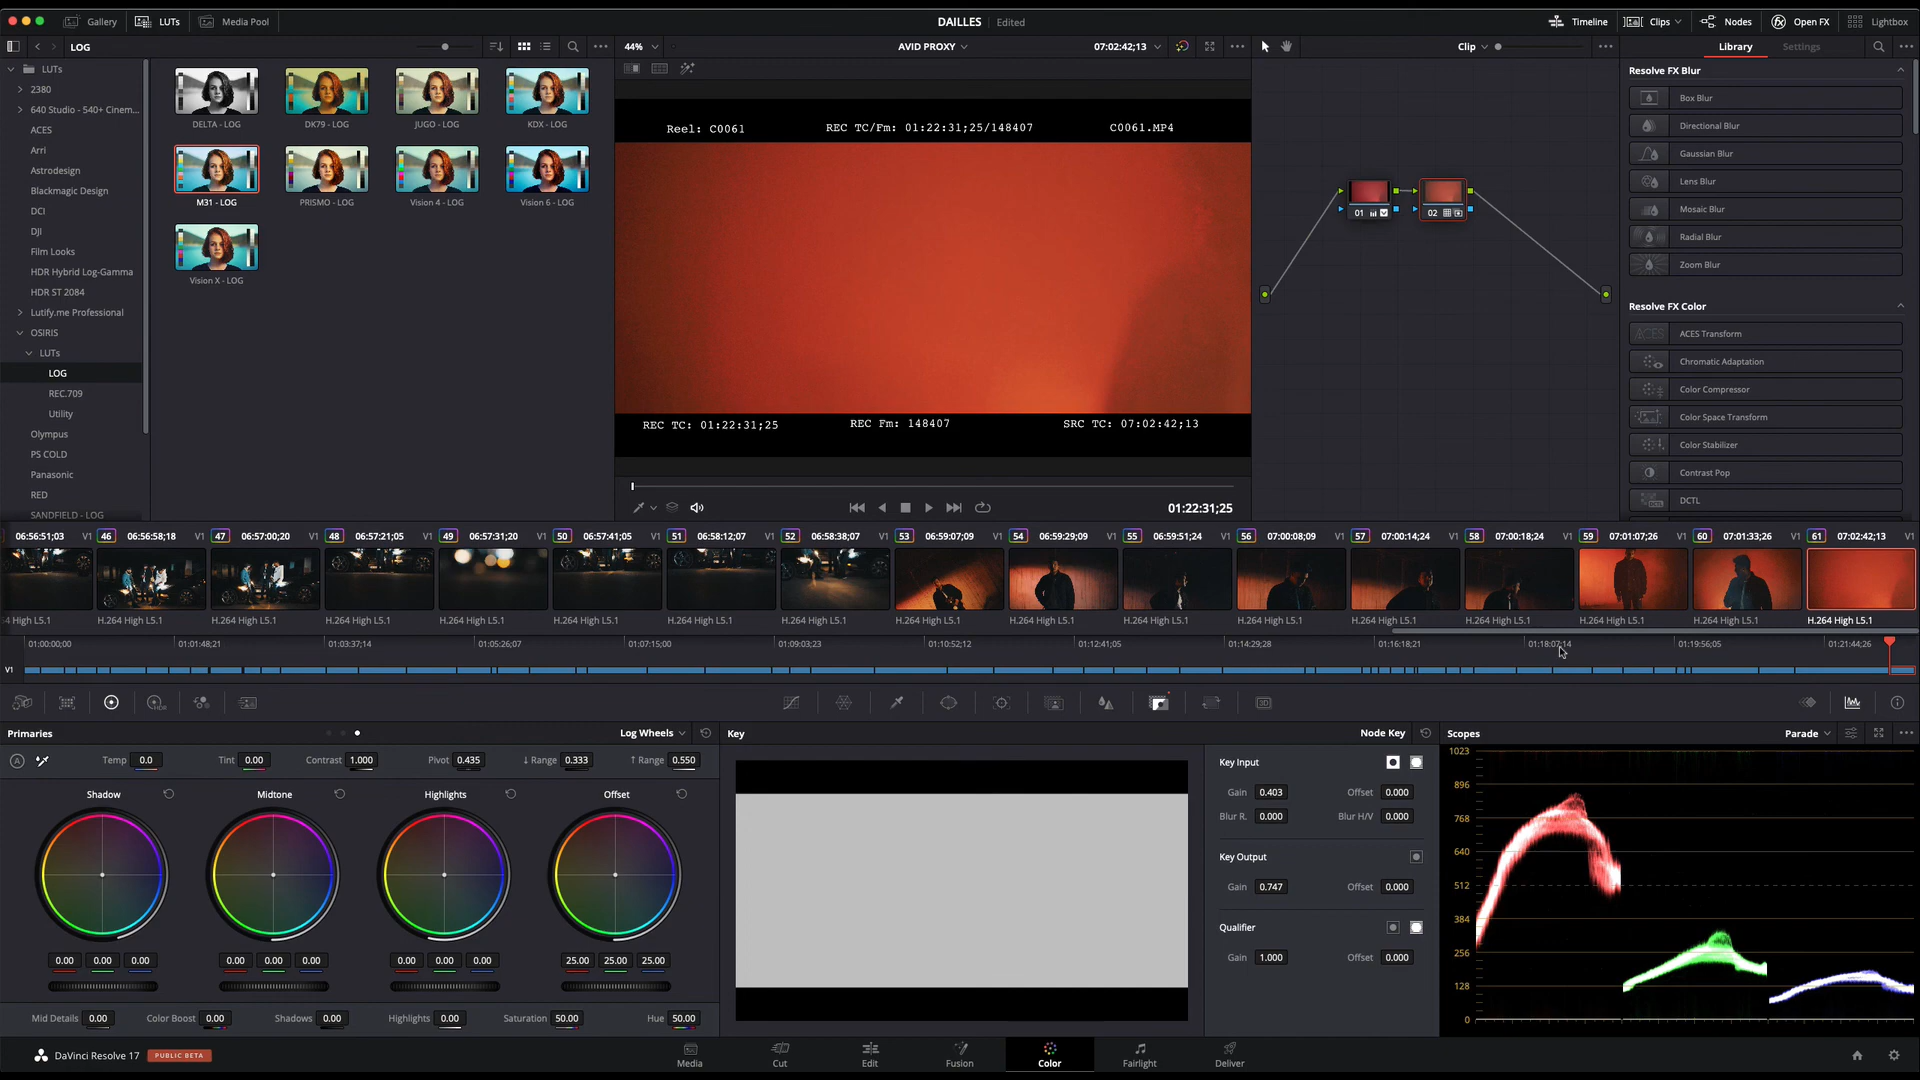 Gallery LUTs Media Pool DAILLES Edited Timeline Clips Nodes Open FX Lightbox
LOG 44% AVID PROXY 07:02:42;13 Clip Library Settings
LUTs
2380
640 Studio - 540+ Cinem...
ACES
Arri
Astrodesign
Blackmagic Design
DCI
DJI
Film Looks
HDR Hybrid Log-Gamma
HDR ST 2084
Lutify.me Professional
OSIRIS
LUTs
LOG
REC.709
Utility
Olympus
PS COLD
Panasonic
RED
SANDFIELD - LOG
DELTA - LOG DK79 - LOG JUGO - LOG KDX - LOG
M31 - LOG PRISMO - LOG Vision 4 - LOG Vision 6 - LOG
Vision X - LOG
Reel: C0061 REC TC/Fm: 01:22:31;25/148407 C0061.MP4
REC TC: 01:22:31;25 REC Fm: 148407 SRC TC: 07:02:42;13
01:22:31;25
01 02
Resolve FX Blur
Box Blur
Directional Blur
Gaussian Blur
Lens Blur
Mosaic Blur
Radial Blur
Zoom Blur
Resolve FX Color
ACES Transform
Chromatic Adaptation
Color Compressor
Color Space Transform
Color Stabilizer
Contrast Pop
DCTL
06:56:51;03 V1 46 06:56:58;18 V1 47 06:57:00;20 V1 48 06:57:21;05 V1 49 06:57:31;20 V1 50 06:57:41;05 V1 51 06:58:12;07 V1 52 06:58:38;07 V1 53 06:59:07;09 V1 54 06:59:29;09 V1 55 06:59:51;24 V1 56 07:00:08;09 V1 57 07:00:14;24 V1 58 07:00:18;24 V1 59 07:01:07;26 V1 60 07:01:33;26 V1 61 07:02:42;13 V1
4 High L5.1 H.264 High L5.1 H.264 High L5.1 H.264 High L5.1 H.264 High L5.1 H.264 High L5.1 H.264 High L5.1 H.264 High L5.1 H.264 High L5.1 H.264 High L5.1 H.264 High L5.1 H.264 High L5.1 H.264 High L5.1 H.264 High L5.1 H.264 High L5.1 H.264 High L5.1 H.264 High L5.1
01:00:00;00 01:01:48;21 01:03:37;14 01:05:26;07 01:07:15;00 01:09:03;23 01:10:52;12 01:12:41;05 01:14:29;28 01:16:18;21 01:18:07;14 01:19:56;05 01:21:44;26
V1
HDR 3D
Primaries Log Wheels
Temp 0.0 Tint 0.00 Contrast 1.000 Pivot 0.435 ↓ Range 0.333 ↑ Range 0.550
Shadow Midtone Highlights Offset
0.00 0.00 0.00 0.00 0.00 0.00 0.00 0.00 0.00 25.00 25.00 25.00
Mid Details 0.00 Color Boost 0.00 Shadows 0.00 Highlights 0.00 Saturation 50.00 Hue 50.00
Key Node Key
Key Input
Gain 0.403 Offset 0.000
Blur R. 0.000 Blur H/V 0.000
Key Output
Gain 0.747 Offset 0.000
Qualifier
Gain 1.000 Offset 0.000
Scopes Parade
1023
896
768
640
512
384
256
128
0
DaVinci Resolve 17 PUBLIC BETA Media Cut Edit Fusion Color Fairlight Deliver